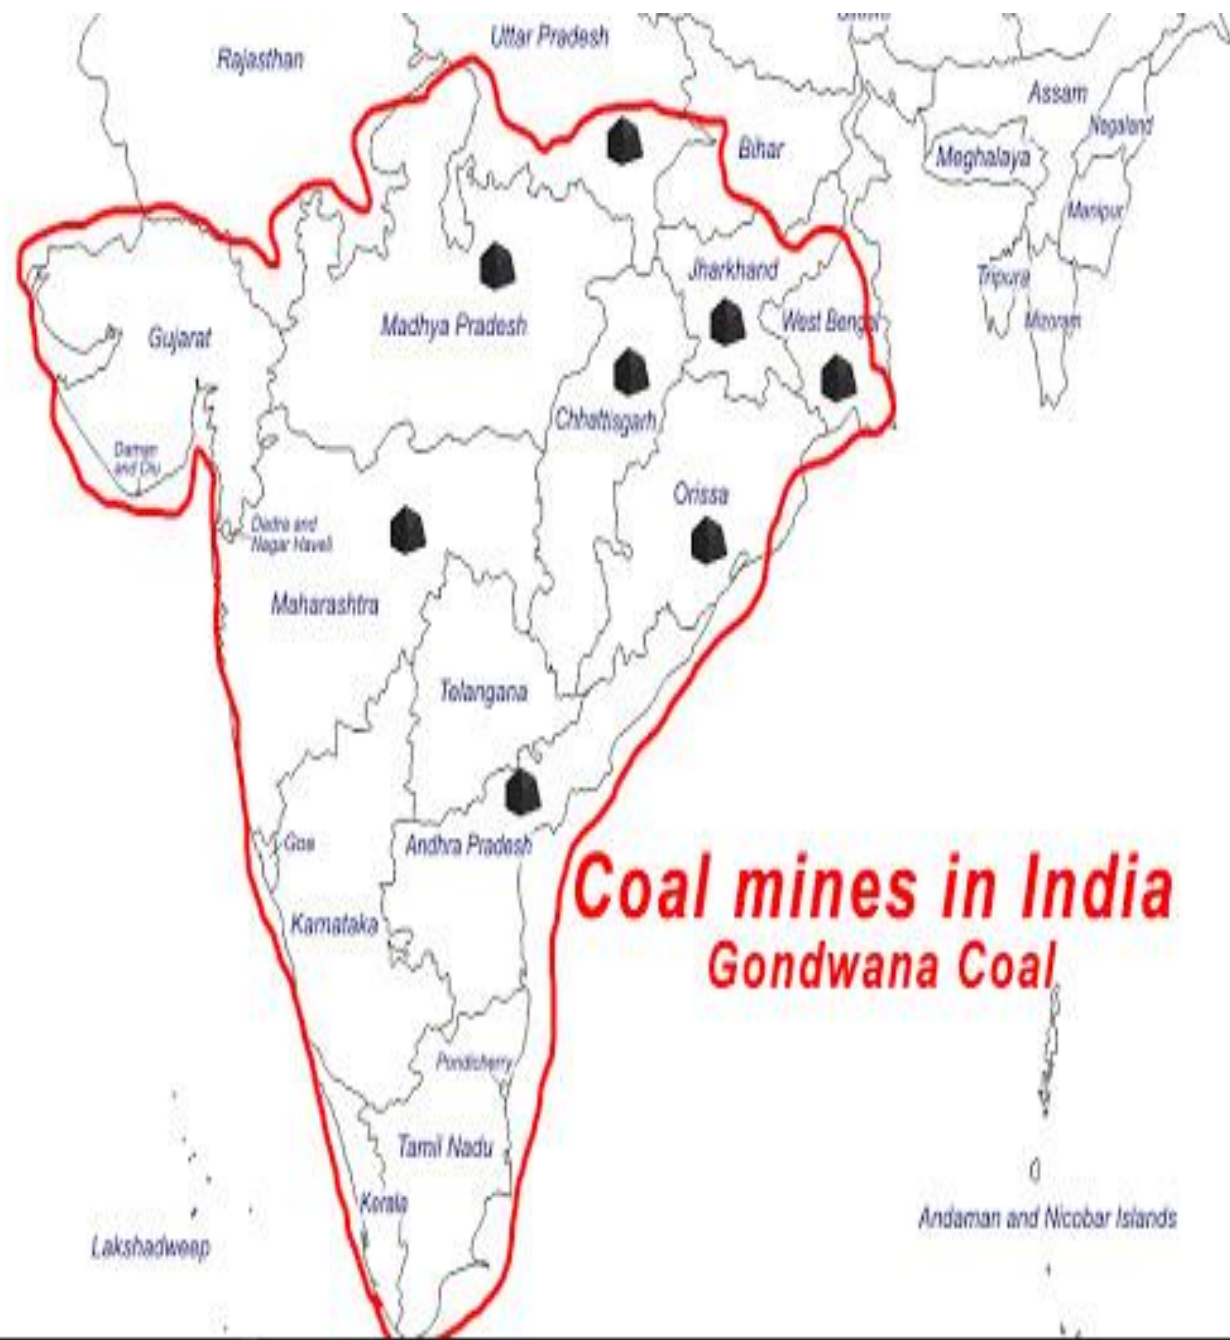 Uttar Pradesh
Rajasthan
Assam
Nagaland
Bihar
Meghalaya
Manipur
Jharkhand
Tripura
Madhya Pradesh
West Bengal
Mizoram
Gujarat
Chhattisgarh
Daman
and Diu
Orissa
Dadra and
Nagar Haveli
Maharashtra
Telangana
Goa
Andhra Pradesh
Coal mines in India
Karnataka
Gondwana Coal
Pondicherry
Tamil Nadu
Kerala
Andaman and Nicobar Islands
Lakshadweep